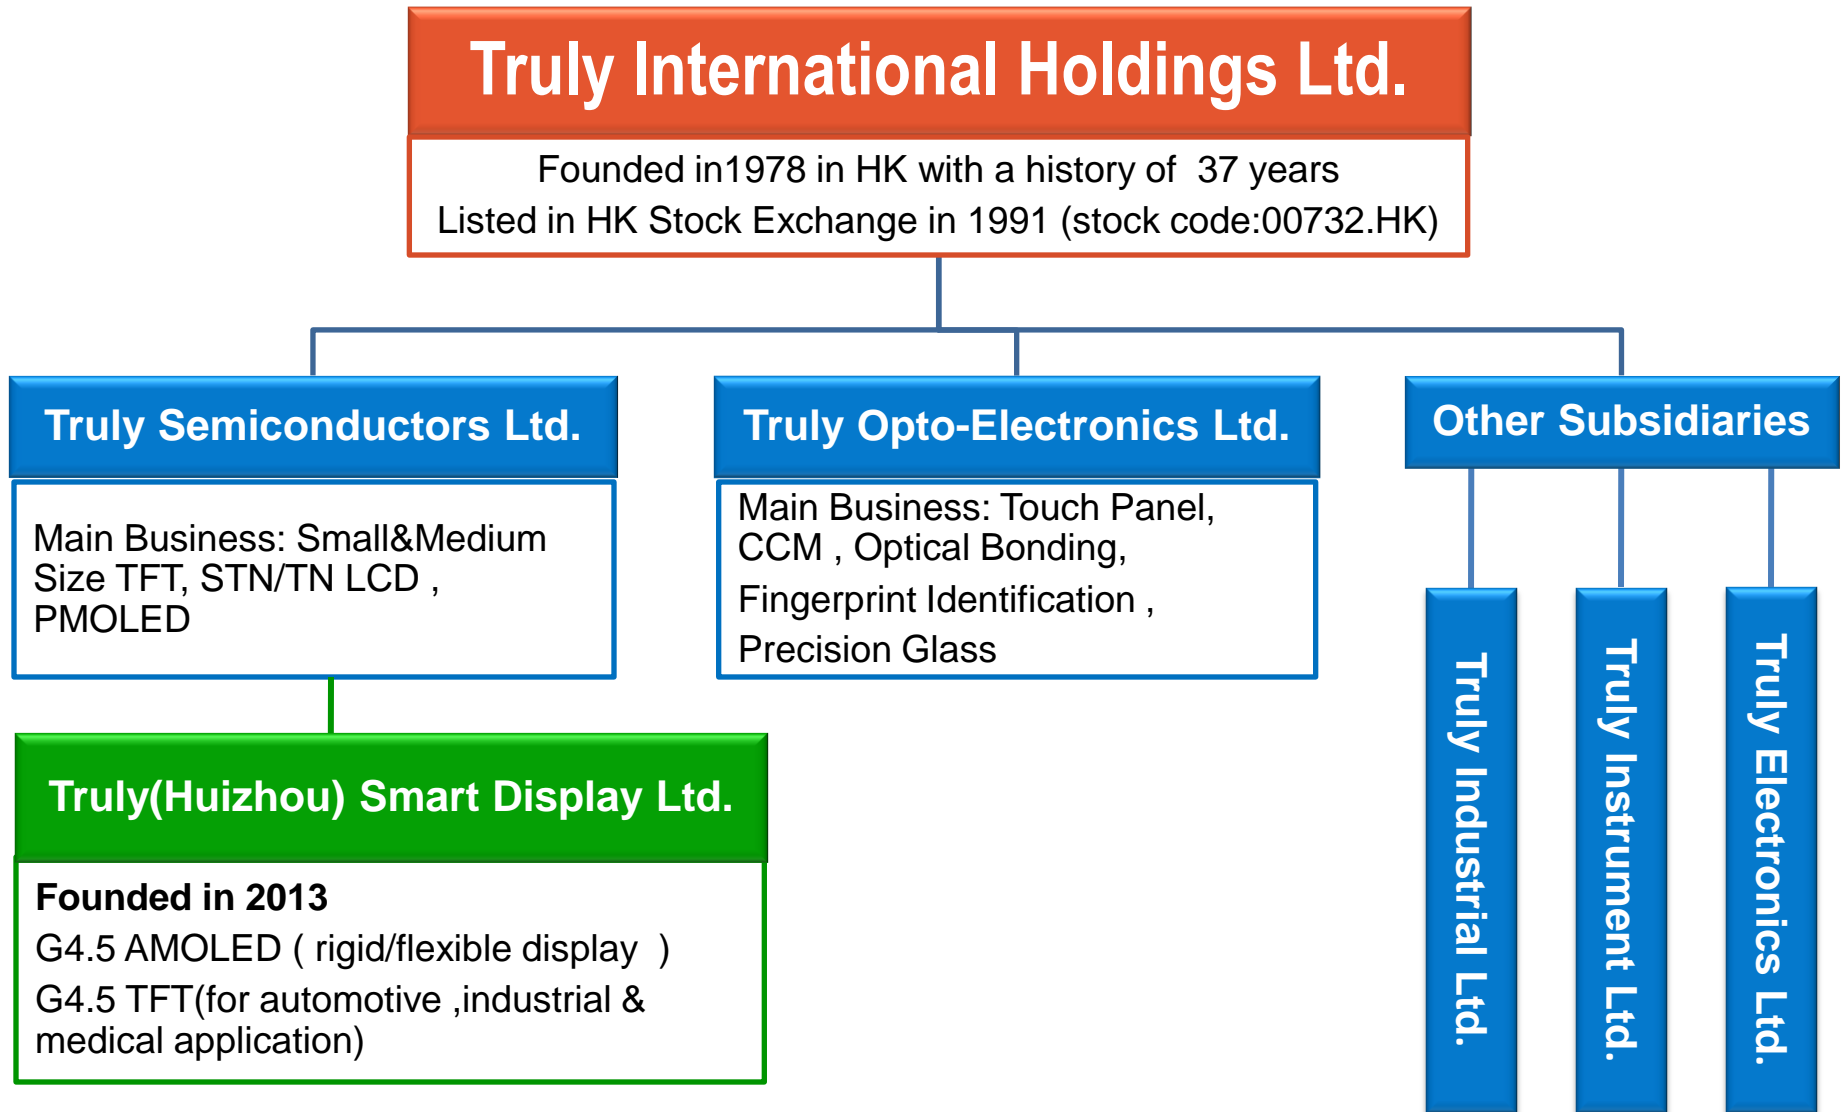 Truly International Holdings Ltd.
Founded in1978 in HK with a history of 37 years
Listed in HK Stock Exchange in 1991 (stock code:00732.HK)
Truly Semiconductors Ltd.
Main Business: Small&Medium
Size TFT, STN/TN LCD ,
PMOLED
Truly(Huizhou) Smart Display Ltd.
Founded in 2013
G4.5 AMOLED ( rigid/flexible display )
G4.5 TFT(for automotive ,industrial &
medical application)
Truly Opto-Electronics Ltd.
Main Business: Touch Panel,
CCM , Optical Bonding,
Fingerprint Identification ,
Precision Glass
Other Subsidiaries
Truly Industrial Ltd.
Truly Instrument Ltd.
Truly Electronics Ltd.